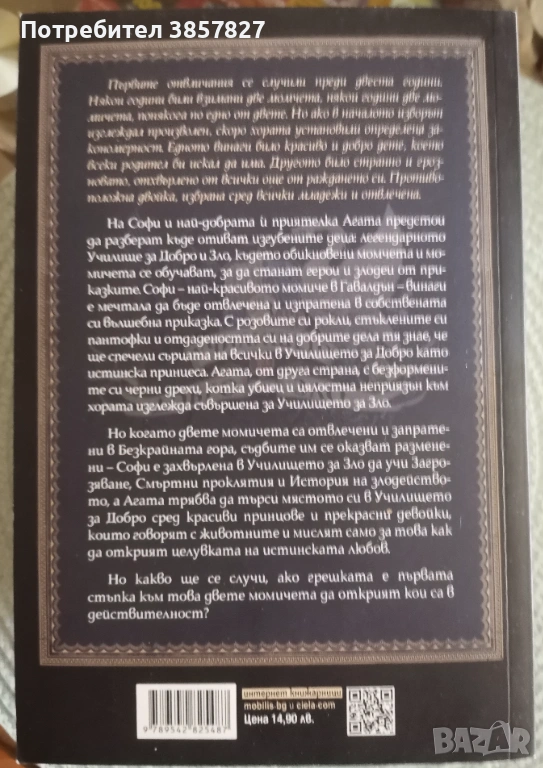 Потребител 3857827
Първите отвличания се случили преди двеста години.
Някои години били взимани две момчета, някои години две мо-
мичета, понякога по едно от двете. Но ако в началото изборът
изглеждал произволен, скоро хората установили определена за-
кономерност. Едното винаги било красиво и добро дете, което
всеки родител би искал да има. Другото било странно и гроз-
новато, отхвърлено от всички още от раждането си. Противо-
положна двойка, избрана сред всички младежи и отвлечена.
На Софи и най-добрата ѝ приятелка Агата предстои
да разберат къде отиват изгубените деца: легендарното
Училище за Добро и Зло, където обикновени момчета и мо-
мичета се обучават, за да станат герои и злодеи от при-
казките. Софи – най-красивото момиче в Гавалдън – винаги
е мечтала да бъде отвлечена и изпратена в собствената
си вълшебна приказка. С розовите си рокли, стъклените си
пантофки и отдадеността си на добрите дела тя знае, че
ще спечели сърцата на всички в Училището за Добро като
истинска принцеса. Агата, от друга страна, с безформени-
те си черни дрехи, котка убиец и цялостна неприязън към
хората изглежда съвършена за Училището за Зло.
Но когато двете момичета са отвлечени и запрате-
ни в Безкрайната гора, съдбите им се оказват размене-
ни – Софи е захвърлена в Училището за Зло да учи Загро-
зяване, Смъртни проклятия и История на злодейство-
то, а Агата трябва да търси мястото си в Училището
за Добро сред красиви принцове и прекрасни девойки,
които говорят с животните и мислят само за това как
да открият целувката на истинската любов.
Но какво ще се случи, ако грешката е първата
стъпка към това двете момичета да открият кои са в
действителност?
интернет книжарници
mobilis.bg и ciela.com
Цена 14,90 лв.
9 789542 825487
BAZAR